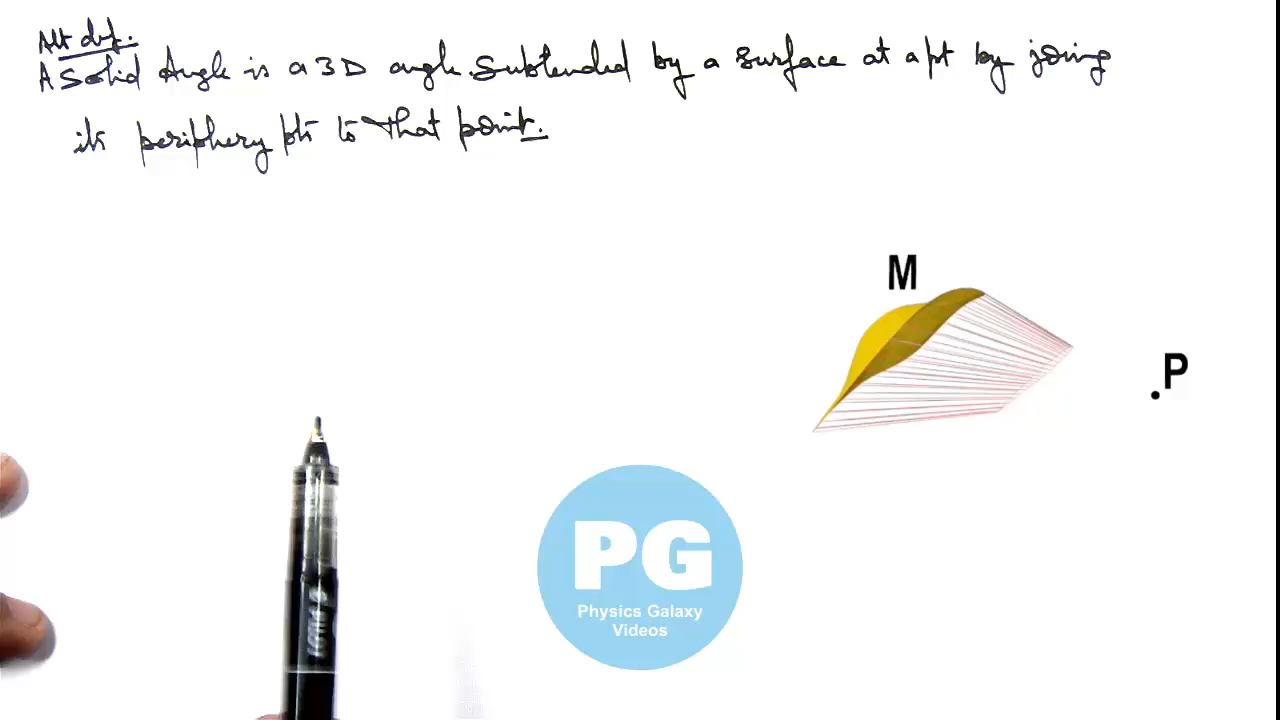 Alt def.
A Solid Angle is a 3D angle subtended by a surface at a pt by joing
its periphery pts to that point.
M
P
PG
Physics Galaxy
Videos